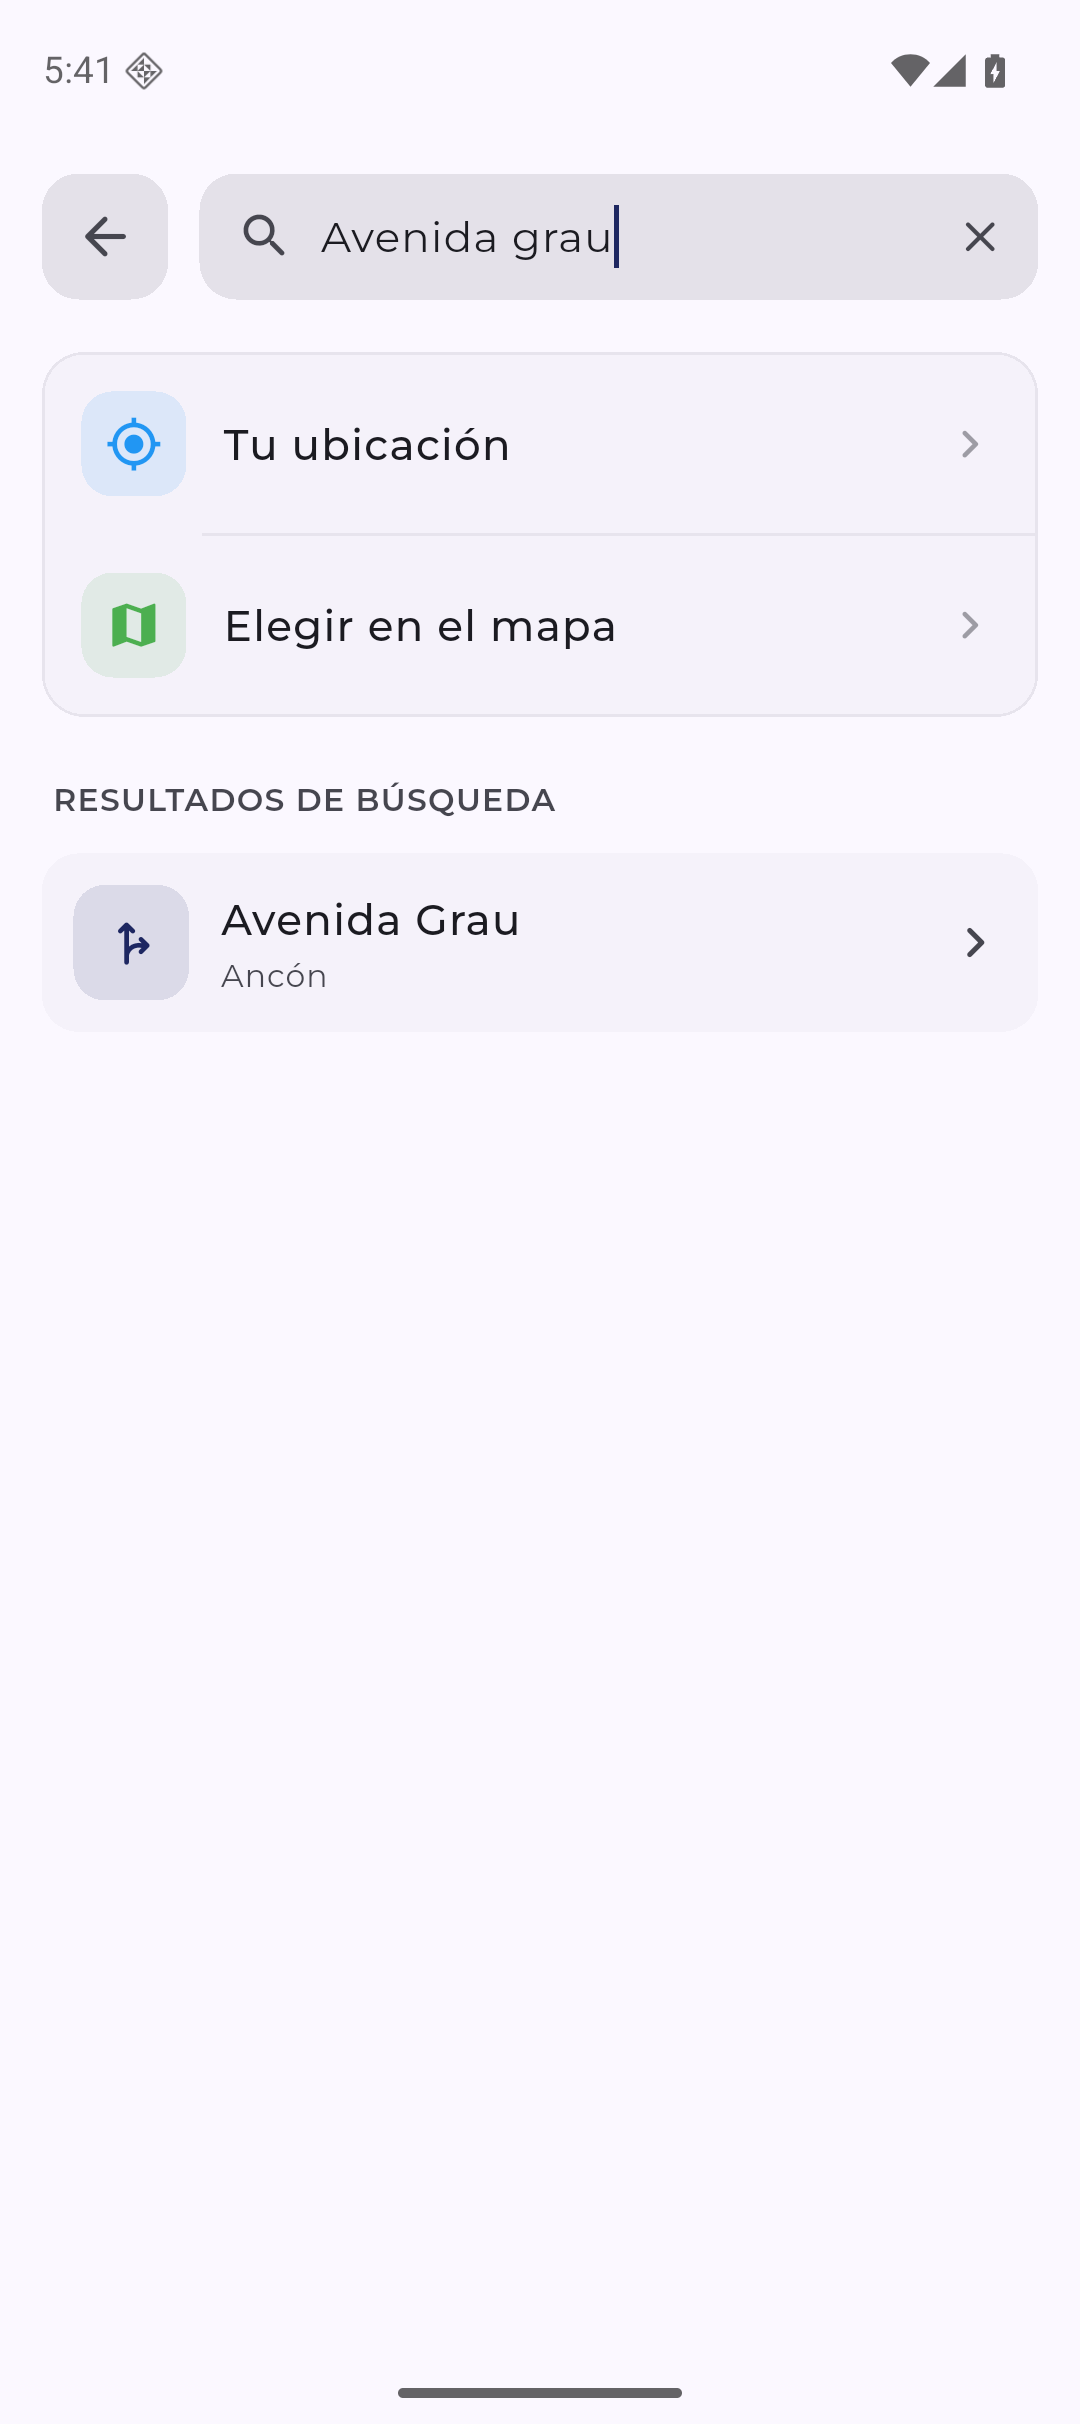 5:41
Avenida grau
Tu ubicación
Elegir en el mapa
RESULTADOS DE BÚSQUEDA
Avenida Grau
Ancón